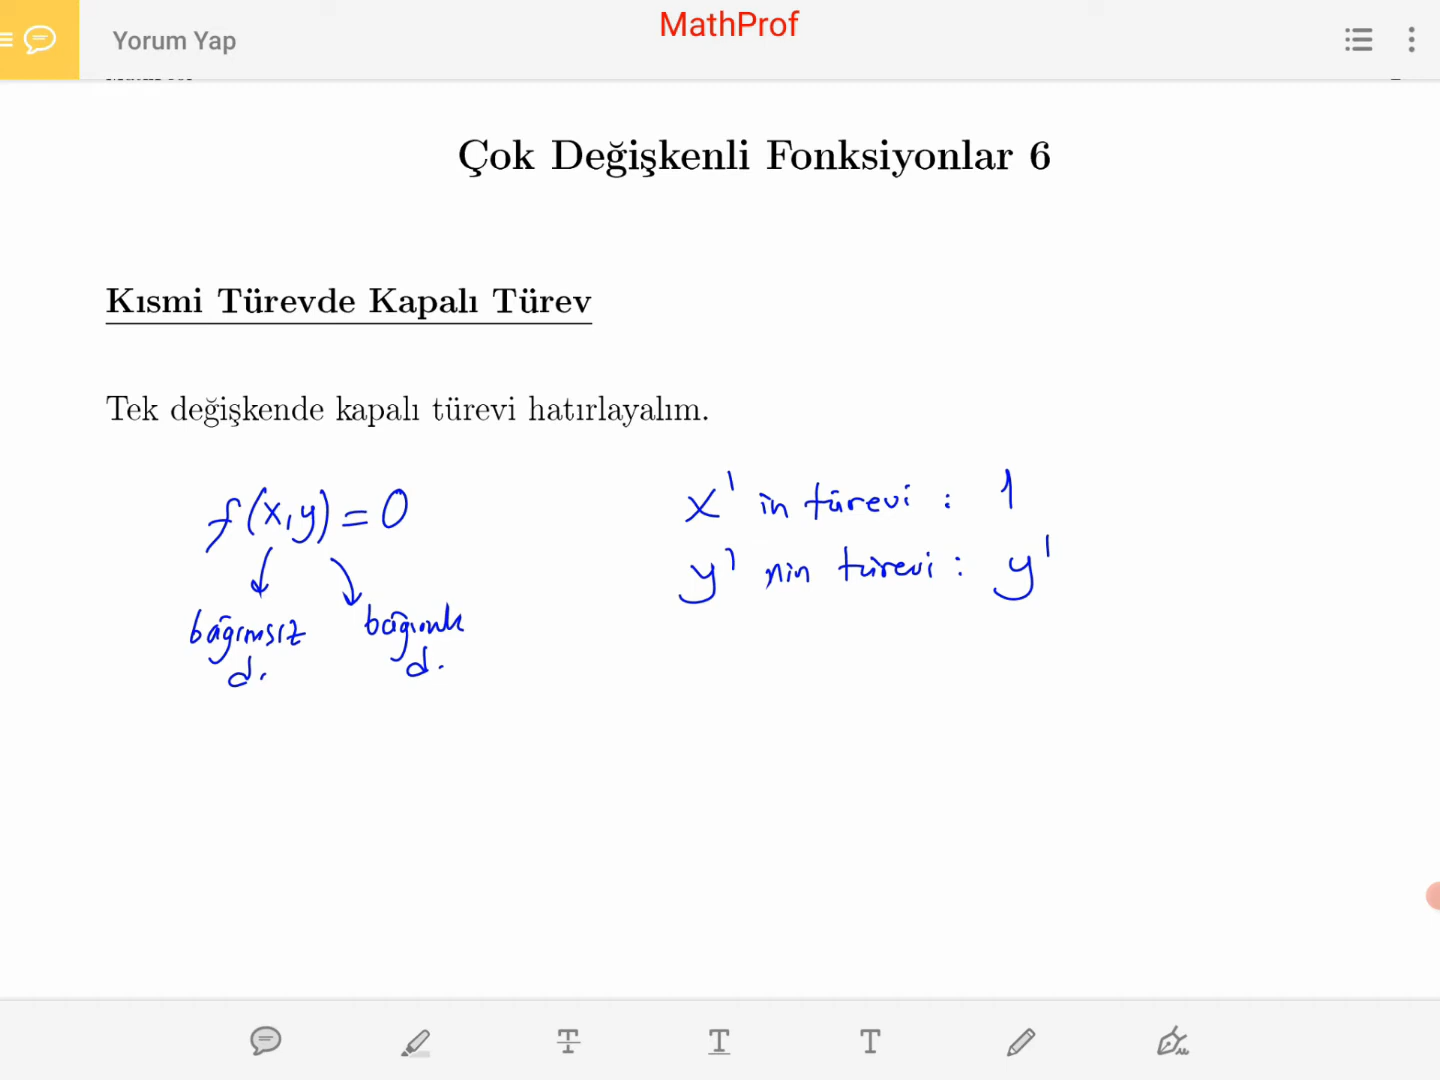 MathProf
Yorum Yap
Çok Değişkenli Fonksiyonlar 6
Kısmi Türevde Kapalı Türev
Tek değişkende kapalı türevi hatırlayalım.
f(x,y)=0
bağımsız d.
bağımlı d.
x' in türevi : 1
y' nin türevi : y'